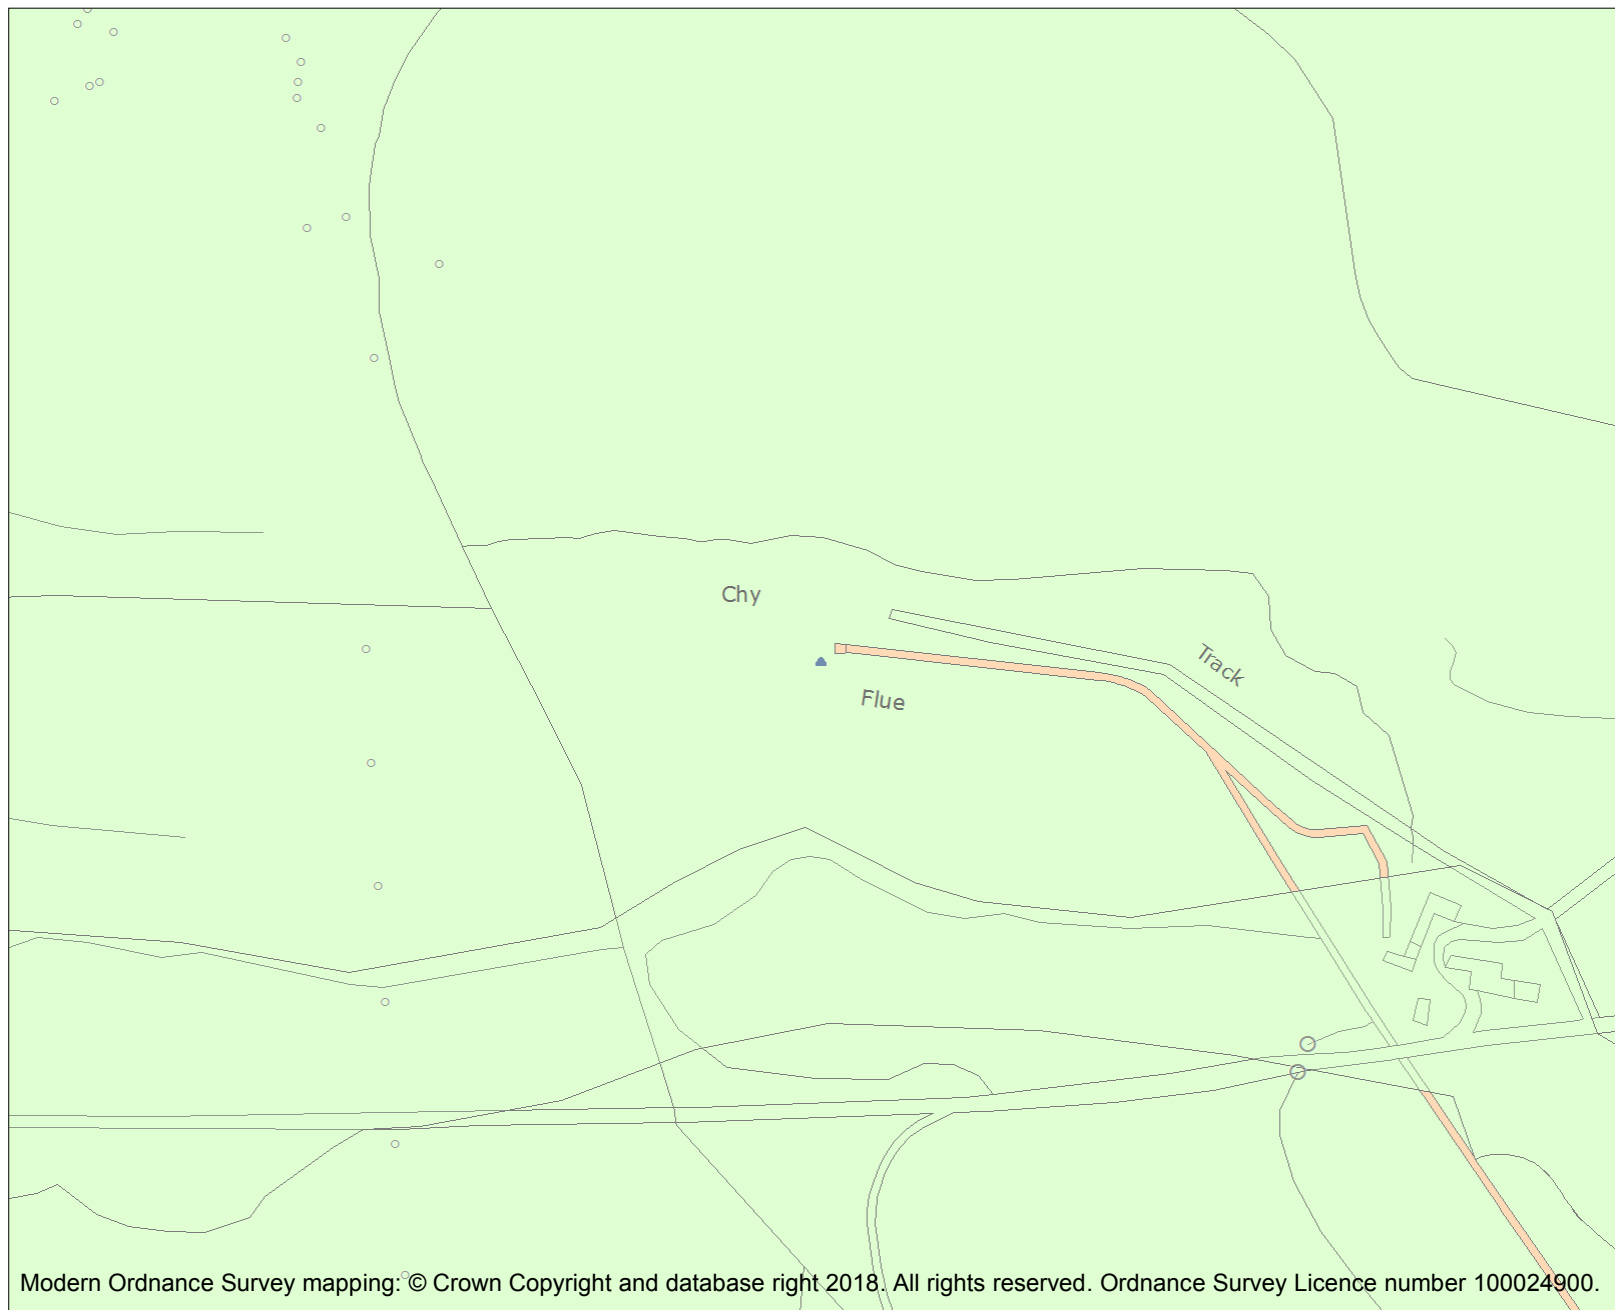 Chy
Track
Flue
Modern Ordnance Survey mapping: © Crown Copyright and database right 2018. All rights reserved. Ordnance Survey Licence number 100024900.